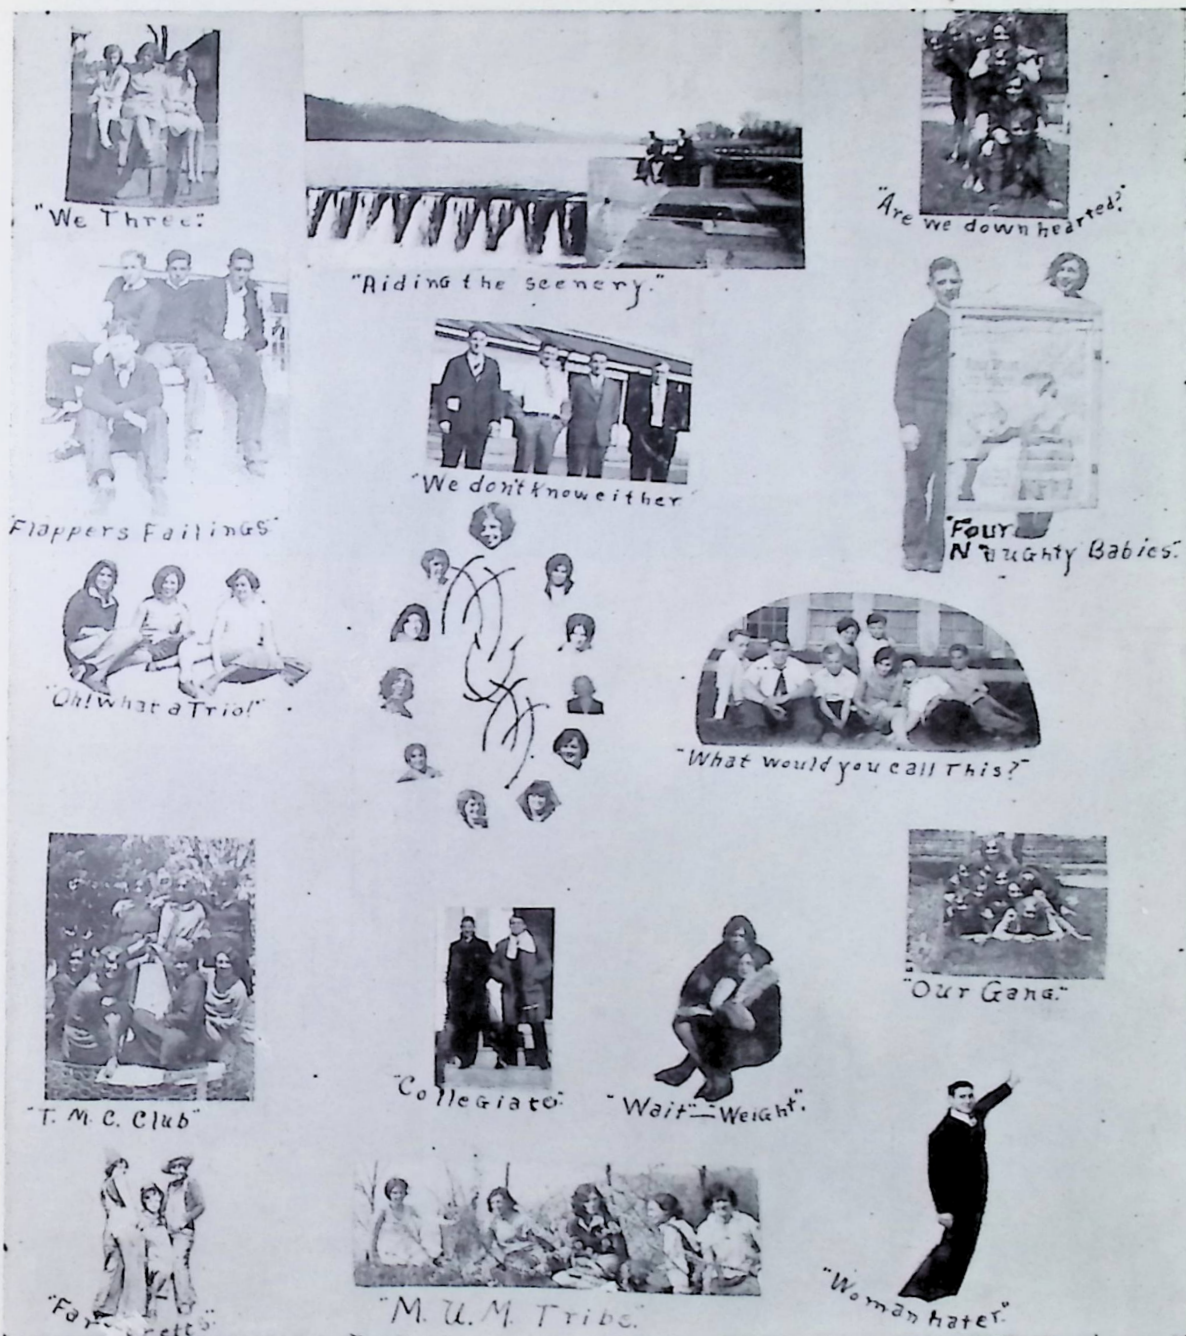 "We Three."
"Riding the scenery."
"Are we down hearted?"
"Flappers Failings"
"We don't know either"
"Four
N"aughty Babies".
"Oh! What a Trio!"
"What would you call This?"
"T. M. C. Club"
"Collegiate."
"Wait"—"Weight".
"Our Gang."
"M. U. M. Tribe."
"Woman hater."